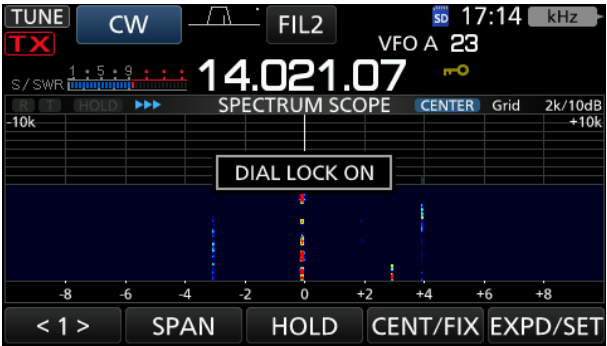 TUNE CW FIL2 SD 17:14 kHz
TX VFO A 23
S/SWR 1 5 9 14.021.07
R T HOLD SPECTRUM SCOPE CENTER Grid 2k/10dB
-10k +10k
DIAL LOCK ON
-8 -6 -4 -2 0 +2 +4 +6 +8
< 1 > SPAN HOLD CENT/FIX EXPD/SET